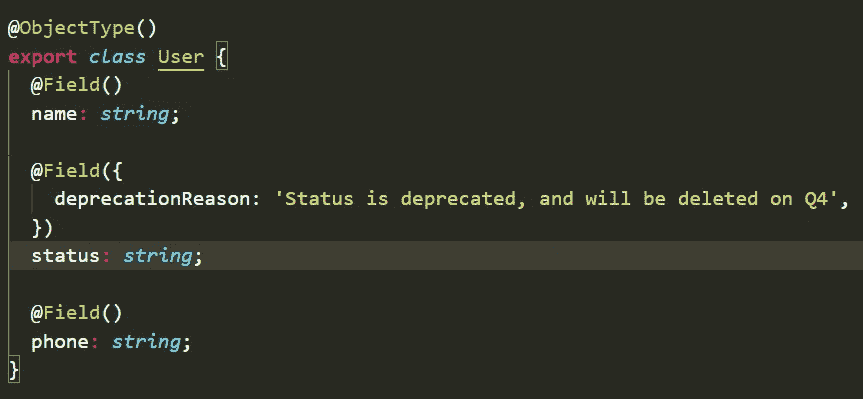 @ObjectType()
export class User {
@Field()
name: string;
@Field({
deprecationReason: 'Status is deprecated, and will be deleted on Q4',
})
status: string;
@Field()
phone: string;
}